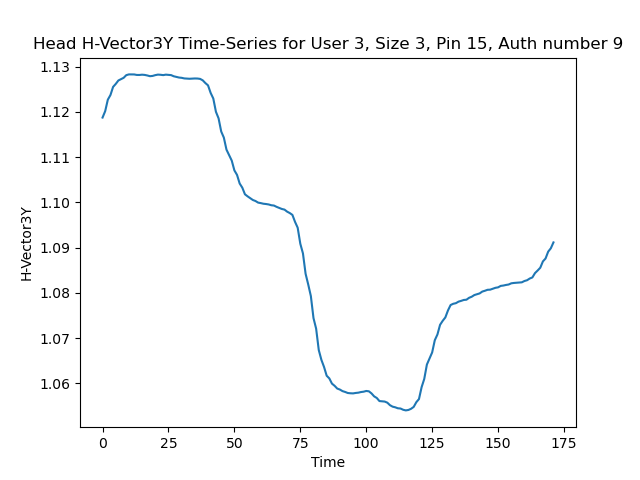 Head H-Vector3Y Time-Series for User 3, Size 3, Pin 15, Auth number 9
1.13
1.12
1.11
1.10
1.09
1.08
1.07
1.06
H-Vector3Y
0 25 50 75 100 125 150 175
Time